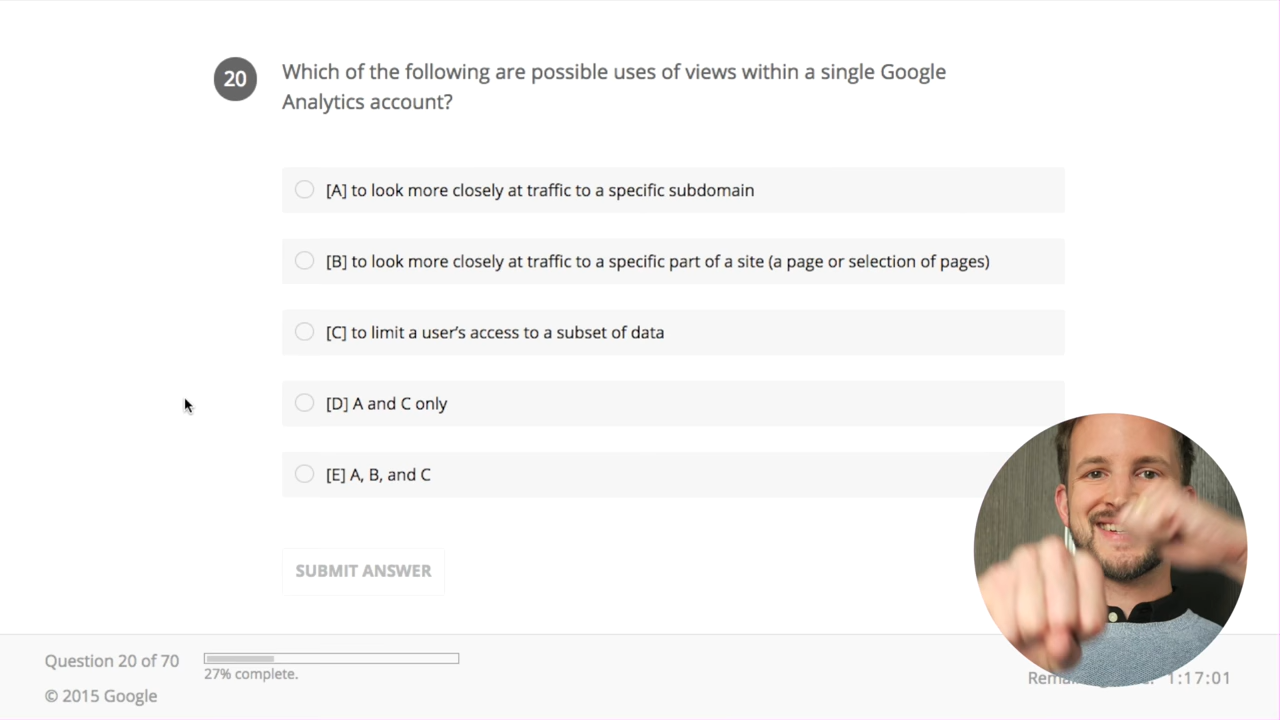 20
Which of the following are possible uses of views within a single Google
Analytics account?
[A] to look more closely at traffic to a specific subdomain
[B] to look more closely at traffic to a specific part of a site (a page or selection of pages)
[C] to limit a user’s access to a subset of data
[D] A and C only
[E] A, B, and C
SUBMIT ANSWER
Question 20 of 70
27% complete.
© 2015 Google
1:17:01